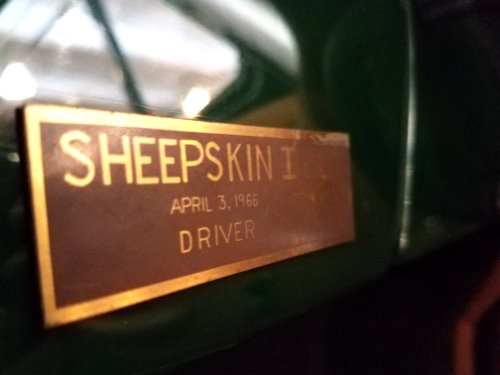 SHEEPSKIN I
APRIL 3, 1966
DRIVER